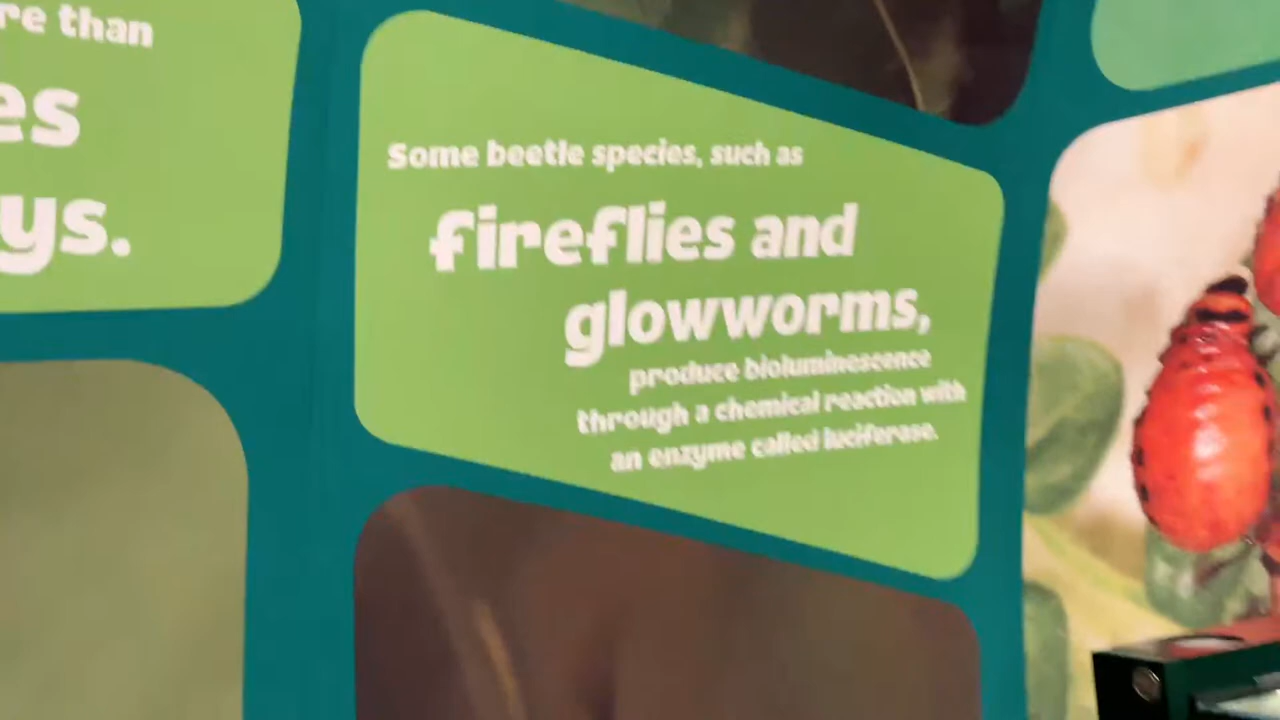 re than
es
ys.
Some beetle species, such as
fireflies and
glowworms,
produce bioluminescence
through a chemical reaction with
an enzyme called luciferase.